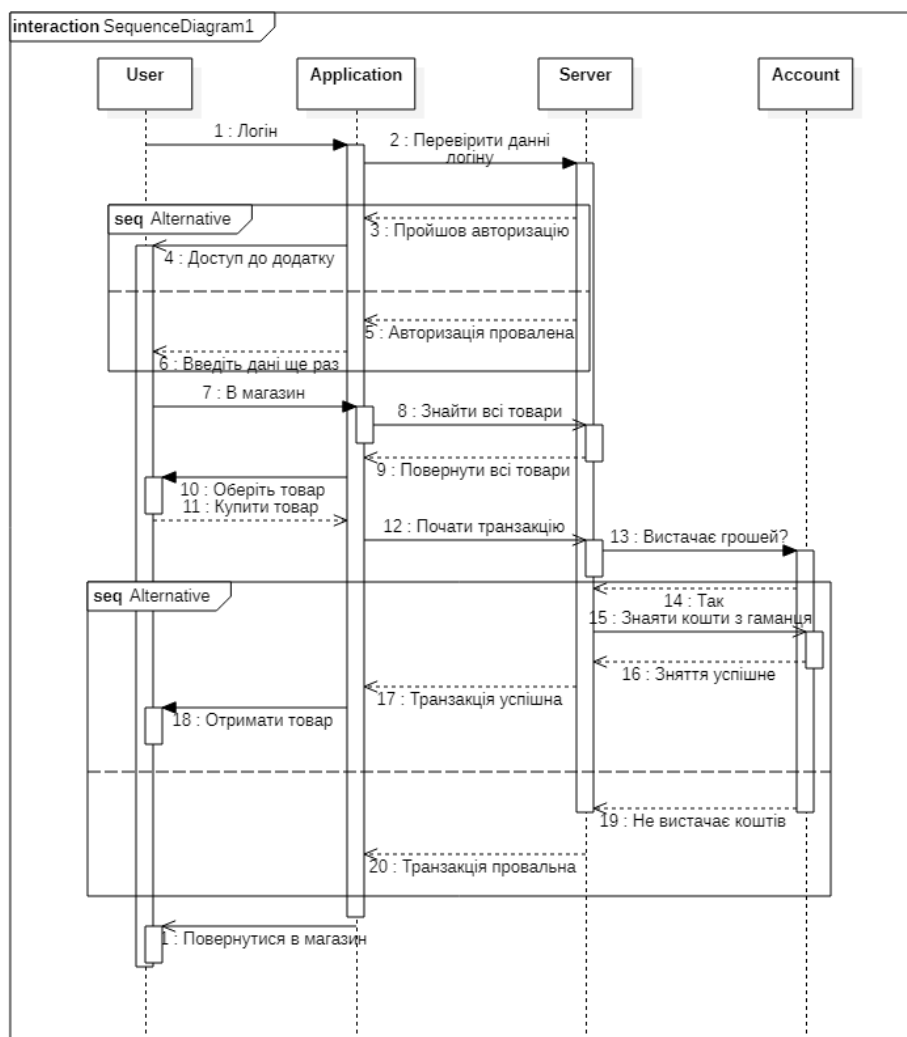 interaction SequenceDiagram1
User
Application
Server
Account
1 : Логін
2 : Перевірити данні
логіну
seq Alternative
3 : Пройшов авторизацію
4 : Доступ до додатку
5 : Авторизація провалена
6 : Введіть дані ще раз
7 : В магазин
8 : Знайти всі товари
9 : Повернути всі товари
10 : Оберіть товар
11 : Купити товар
12 : Почати транзакцію
13 : Вистачає грошей?
seq Alternative
14 : Так
15 : Знаяти кошти з гаманця
16 : Зняття успішне
17 : Транзакція успішна
18 : Отримати товар
19 : Не вистачає коштів
20 : Транзакція провальна
1 : Повернутися в магазин